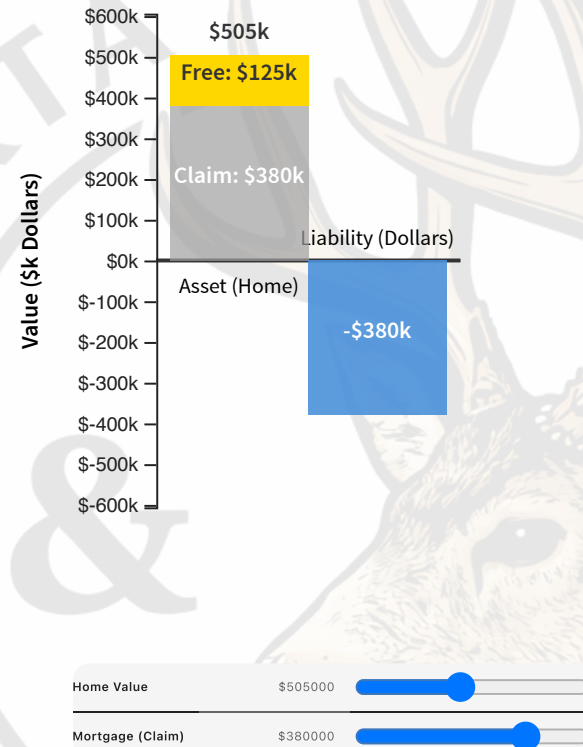 $600k
$505k
$500k
Free: $125k
$400k
$300k
Claim: $380k
$200k
$100k
Liability (Dollars)
$0k
Asset (Home)
$-100k
-$380k
$-200k
$-300k
$-400k
$-500k
$-600k
Value ($k Dollars)
TA
&
Home Value $505000
Mortgage (Claim) $380000